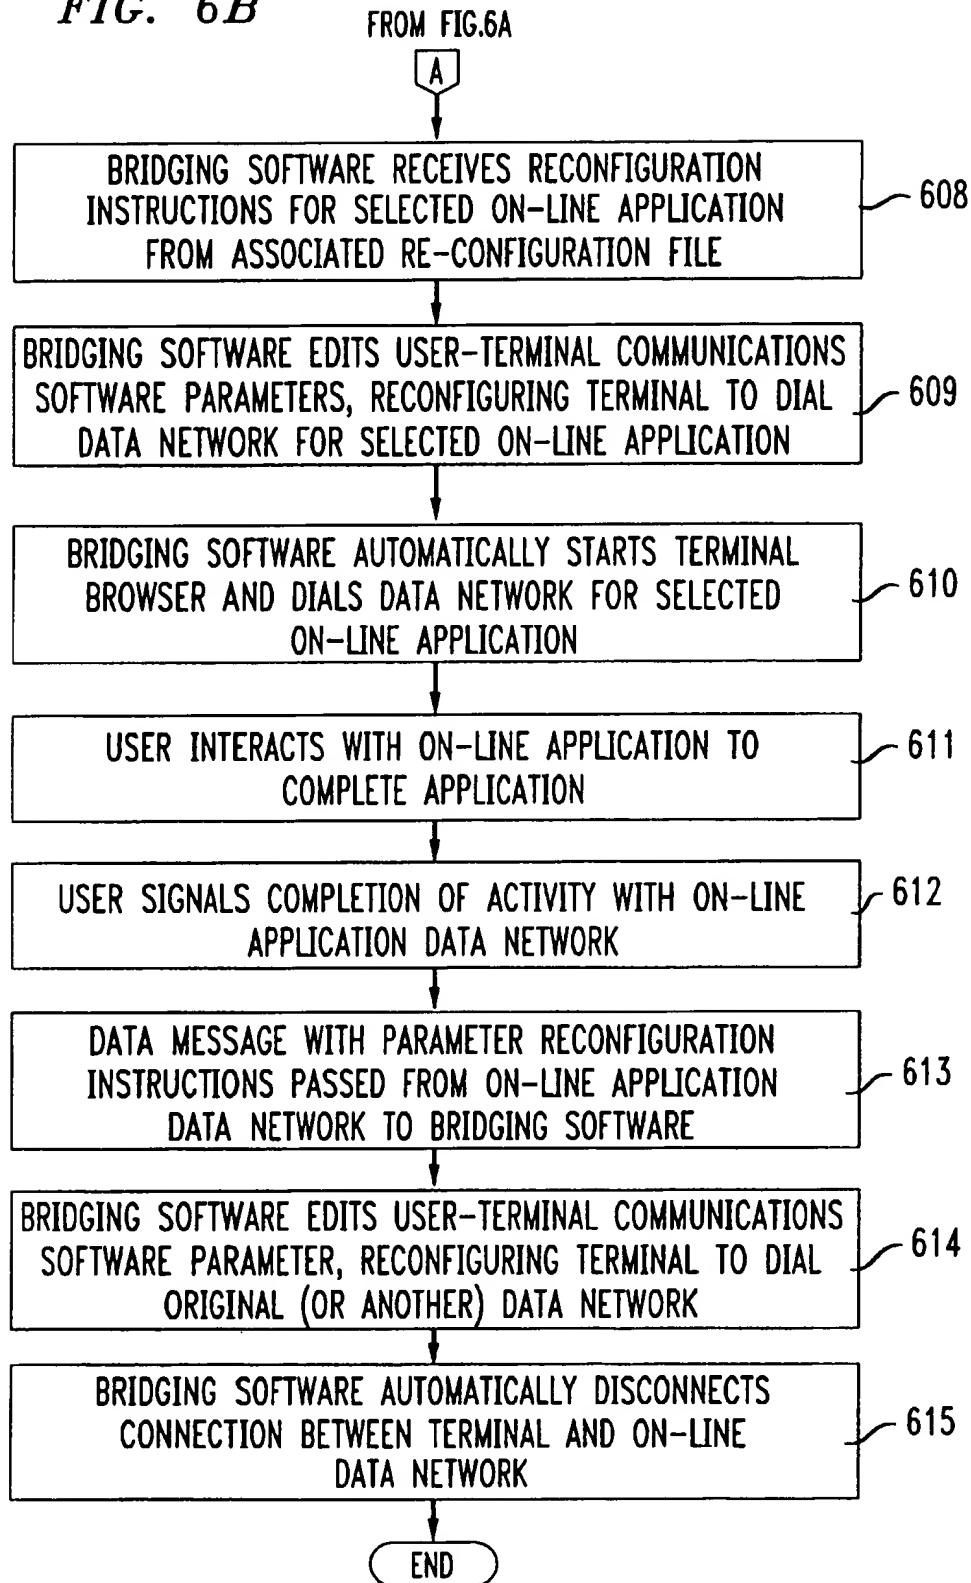 FIG. 6B
FROM FIG.6A
A
BRIDGING SOFTWARE RECEIVES RECONFIGURATION
INSTRUCTIONS FOR SELECTED ON-LINE APPLICATION
FROM ASSOCIATED RE-CONFIGURATION FILE
608
BRIDGING SOFTWARE EDITS USER-TERMINAL COMMUNICATIONS
SOFTWARE PARAMETERS, RECONFIGURING TERMINAL TO DIAL
DATA NETWORK FOR SELECTED ON-LINE APPLICATION
609
BRIDGING SOFTWARE AUTOMATICALLY STARTS TERMINAL
BROWSER AND DIALS DATA NETWORK FOR SELECTED
ON-LINE APPLICATION
610
USER INTERACTS WITH ON-LINE APPLICATION TO
COMPLETE APPLICATION
611
USER SIGNALS COMPLETION OF ACTIVITY WITH ON-LINE
APPLICATION DATA NETWORK
612
DATA MESSAGE WITH PARAMETER RECONFIGURATION
INSTRUCTIONS PASSED FROM ON-LINE APPLICATION
DATA NETWORK TO BRIDGING SOFTWARE
613
BRIDGING SOFTWARE EDITS USER-TERMINAL COMMUNICATIONS
SOFTWARE PARAMETER, RECONFIGURING TERMINAL TO DIAL
ORIGINAL (OR ANOTHER) DATA NETWORK
614
BRIDGING SOFTWARE AUTOMATICALLY DISCONNECTS
CONNECTION BETWEEN TERMINAL AND ON-LINE
DATA NETWORK
615
END